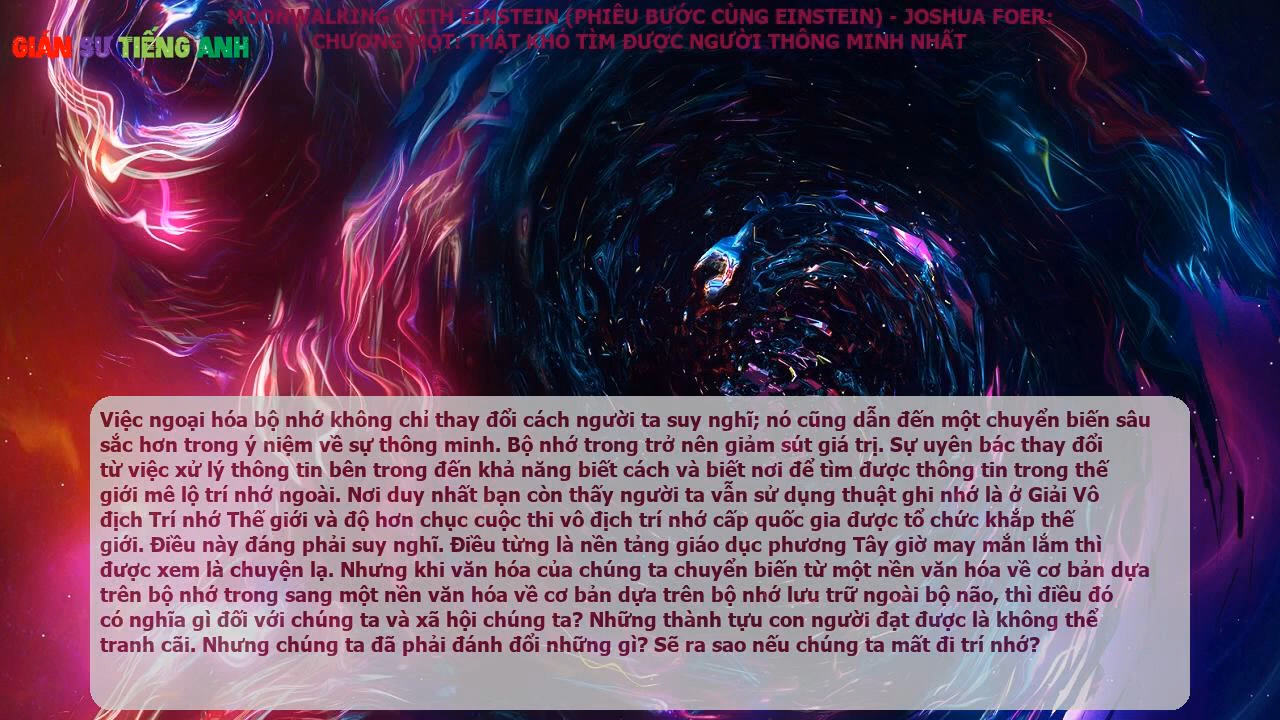 MOONWALKING WITH EINSTEIN (PHIÊU BƯỚC CÙNG EINSTEIN) - JOSHUA FOER:
CHƯƠNG MỘT: THẬT KHÓ TÌM ĐƯỢC NGƯỜI THÔNG MINH NHẤT
GIÁN SƯ TIẾNG ANH
Việc ngoại hóa bộ nhớ không chỉ thay đổi cách người ta suy nghĩ; nó cũng dẫn đến một chuyển biến sâu
sắc hơn trong ý niệm về sự thông minh. Bộ nhớ trong trở nên giảm sút giá trị. Sự uyên bác thay đổi
từ việc xử lý thông tin bên trong đến khả năng biết cách và biết nơi để tìm được thông tin trong thế
giới mê lộ trí nhớ ngoài. Nơi duy nhất bạn còn thấy người ta vẫn sử dụng thuật ghi nhớ là ở Giải Vô
địch Trí nhớ Thế giới và độ hơn chục cuộc thi vô địch trí nhớ cấp quốc gia được tổ chức khắp thế
giới. Điều này đáng phải suy nghĩ. Điều từng là nền tảng giáo dục phương Tây giờ may mắn lắm thì
được xem là chuyện lạ. Nhưng khi văn hóa của chúng ta chuyển biến từ một nền văn hóa về cơ bản dựa
trên bộ nhớ trong sang một nền văn hóa về cơ bản dựa trên bộ nhớ lưu trữ ngoài bộ não, thì điều đó
có nghĩa gì đối với chúng ta và xã hội chúng ta? Những thành tựu con người đạt được là không thể
tranh cãi. Nhưng chúng ta đã phải đánh đổi những gì? Sẽ ra sao nếu chúng ta mất đi trí nhớ?